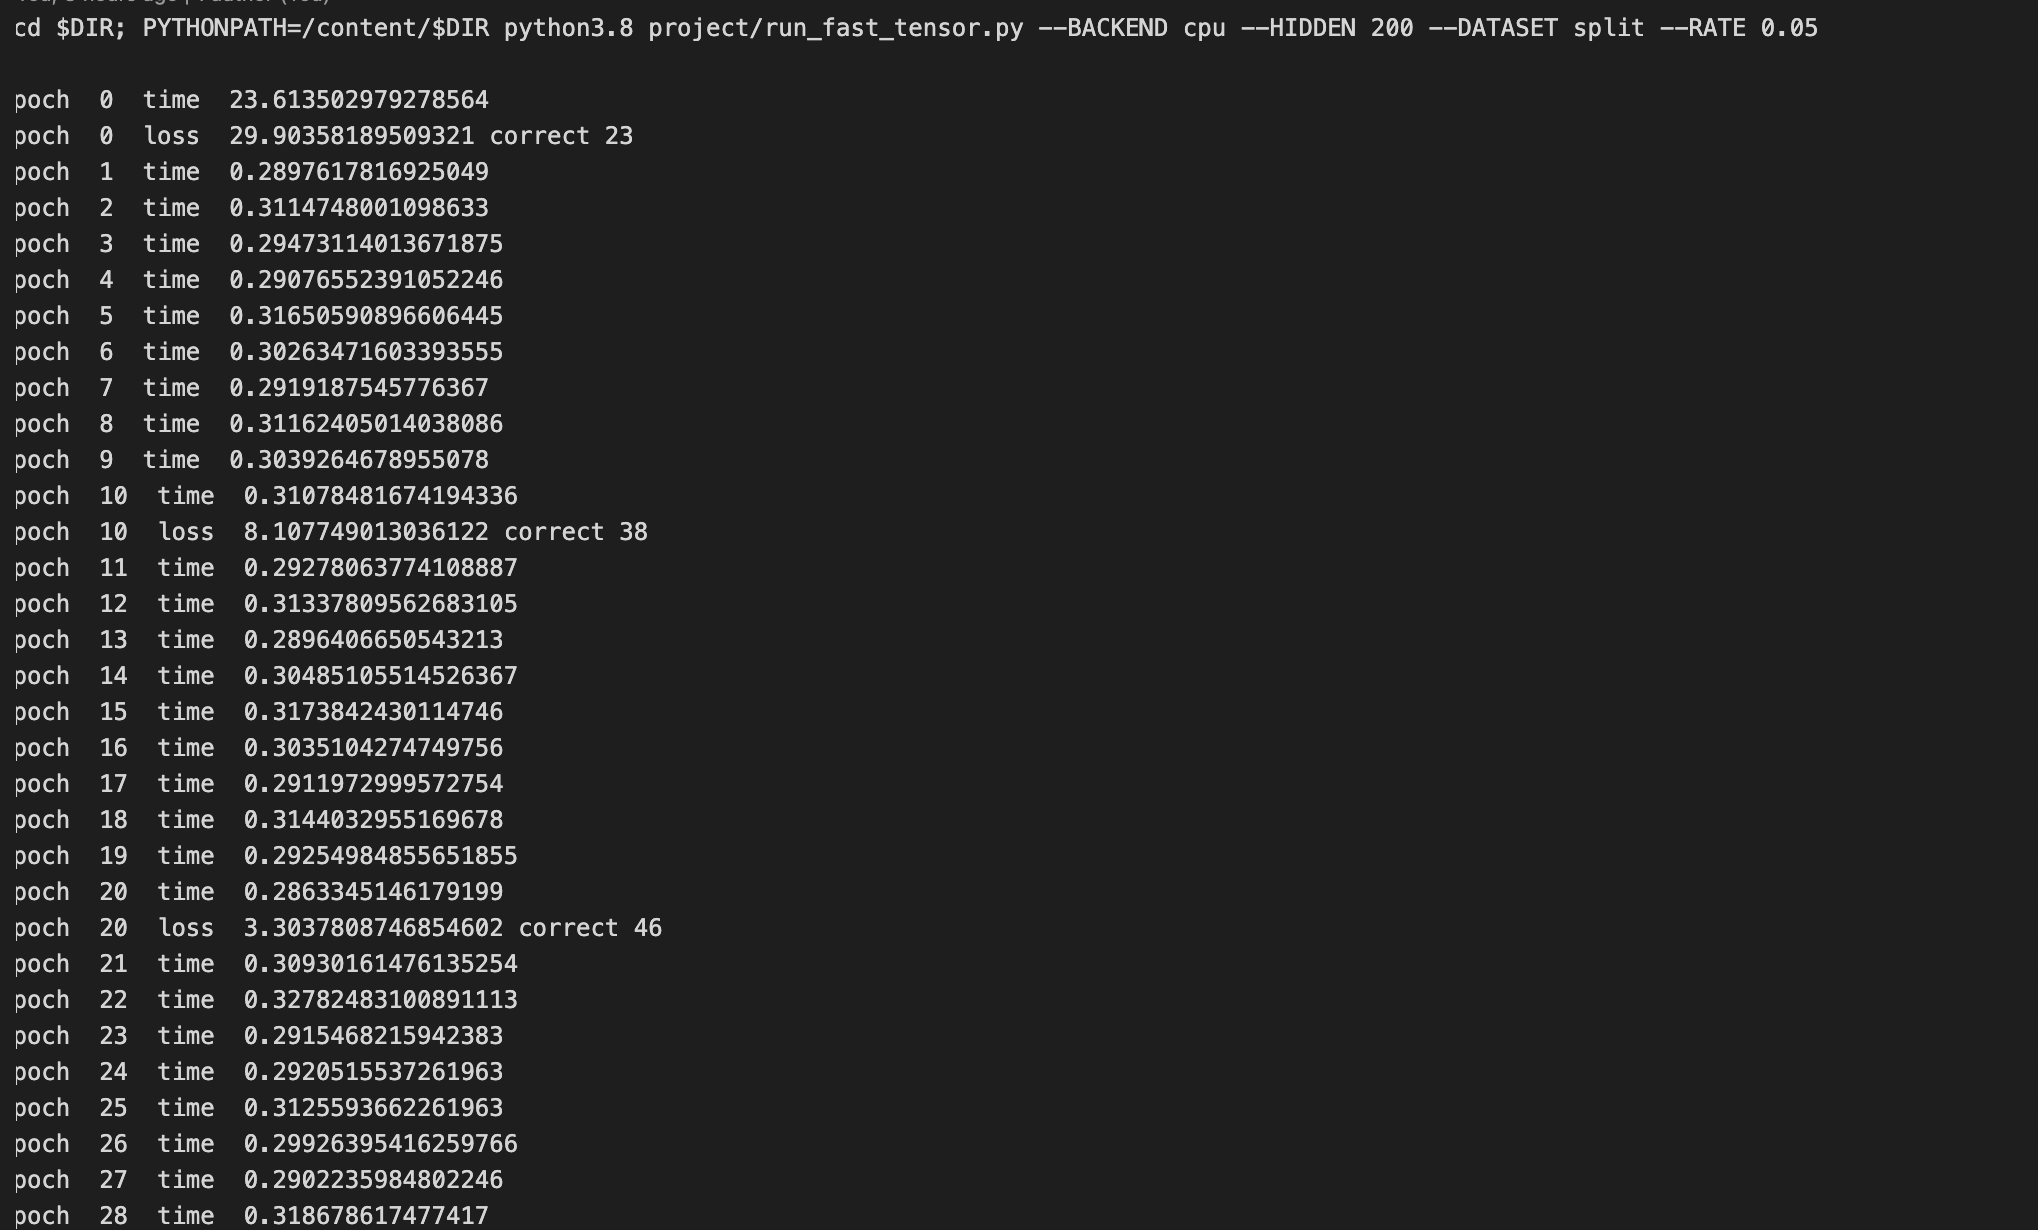 cd $DIR; PYTHONPATH=/content/$DIR python3.8 project/run_fast_tensor.py --BACKEND cpu --HIDDEN 200 --DATASET split --RATE 0.05
poch  0  time  23.613502979278564
poch  0  loss  29.90358189509321 correct 23
poch  1  time  0.2897617816925049
poch  2  time  0.3114748001098633
poch  3  time  0.29473114013671875
poch  4  time  0.29076552391052246
poch  5  time  0.31650590896606445
poch  6  time  0.30263471603393555
poch  7  time  0.2919187545776367
poch  8  time  0.31162405014038086
poch  9  time  0.3039264678955078
poch  10  time  0.31078481674194336
poch  10  loss  8.107749013036122 correct 38
poch  11  time  0.29278063774108887
poch  12  time  0.31337809562683105
poch  13  time  0.2896406650543213
poch  14  time  0.30485105514526367
poch  15  time  0.3173842430114746
poch  16  time  0.3035104274749756
poch  17  time  0.2911972999572754
poch  18  time  0.3144032955169678
poch  19  time  0.29254984855651855
poch  20  time  0.2863345146179199
poch  20  loss  3.3037808746854602 correct 46
poch  21  time  0.30930161476135254
poch  22  time  0.32782483100891113
poch  23  time  0.2915468215942383
poch  24  time  0.2920515537261963
poch  25  time  0.3125593662261963
poch  26  time  0.29926395416259766
poch  27  time  0.2902235984802246
poch  28  time  0.318678617477417